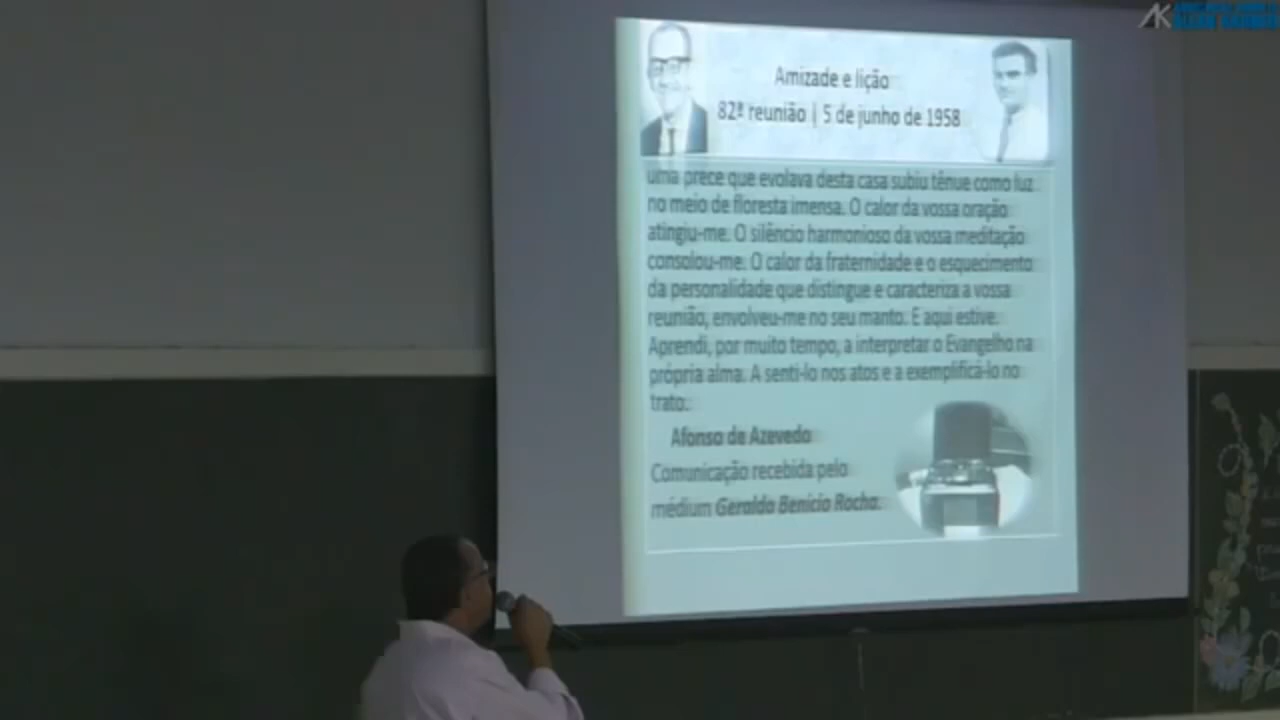 AK
ALLAN KARDEC
Amizade e lição
82ª reunião | 5 de junho de 1958
uma prece que evolava desta casa subiu tênue como luz
no meio de floresta imensa. O calor da vossa oração
atingiu-me. O silêncio harmonioso da vossa meditação
consolou-me. O calor da fraternidade e o esquecimento
da personalidade que distingue e caracteriza a vossa
reunião, envolveu-me no seu manto. E aqui estive.
Aprendi, por muito tempo, a interpretar o Evangelho na
própria alma. A senti-lo nos atos e a exemplificá-lo no
trato.
Afonso de Azevedo
Comunicação recebida pelo
médium Geraldo Benício Rocha.